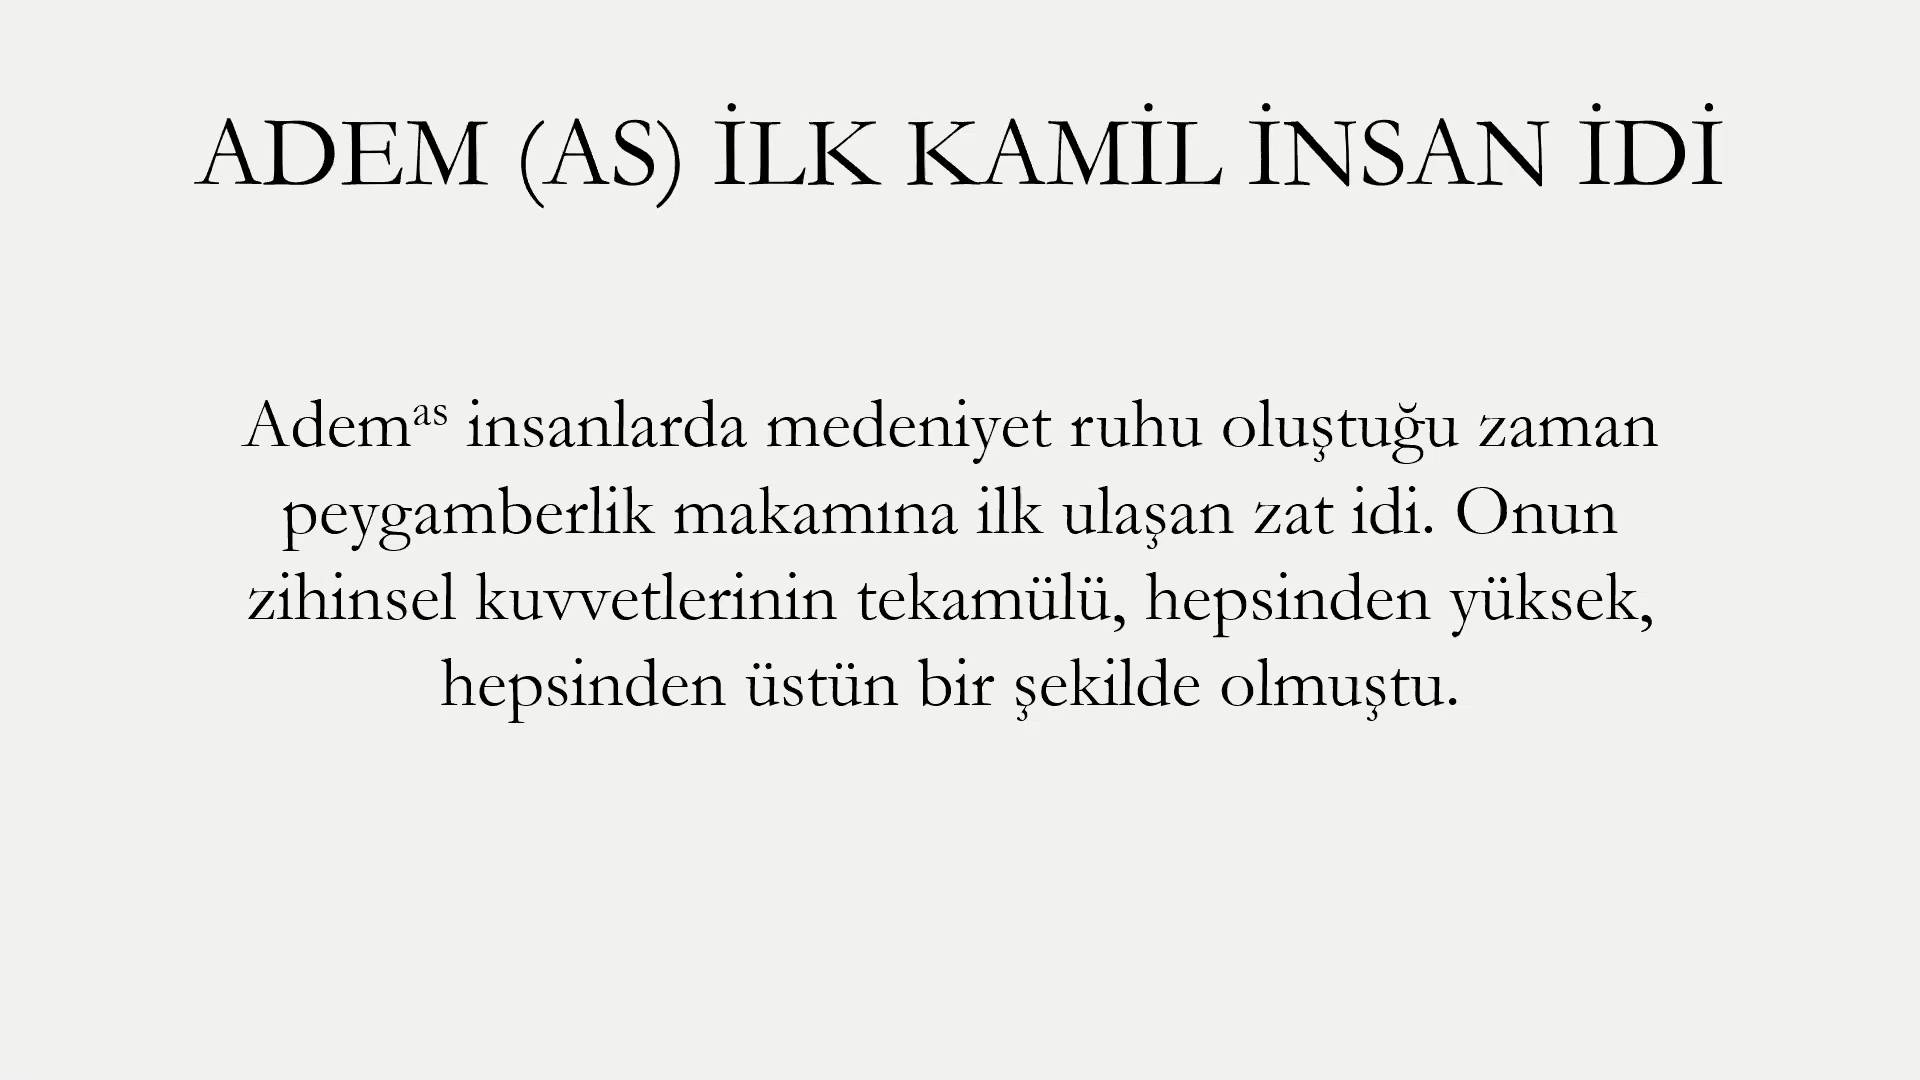 ADEM (AS) İLK KAMİL İNSAN İDİ
Ademas insanlarda medeniyet ruhu oluştuğu zaman
peygamberlik makamına ilk ulaşan zat idi. Onun
zihinsel kuvvetlerinin tekamülü, hepsinden yüksek,
hepsinden üstün bir şekilde olmuştu.